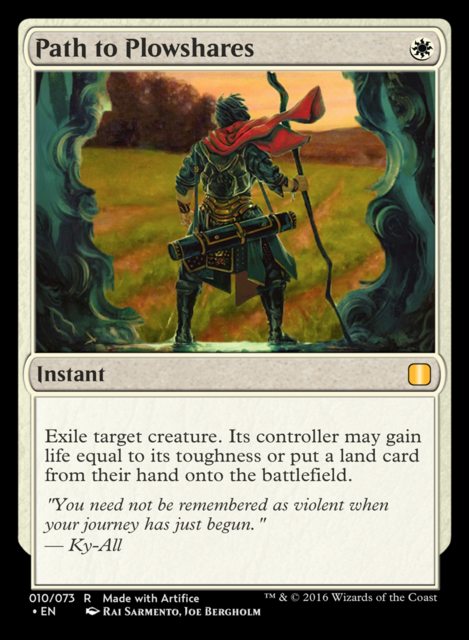 Path to Plowshares
Instant
Exile target creature. Its controller may gain
life equal to its toughness or put a land card
from their hand onto the battlefield.
"You need not be remembered as violent when
your journey has just begun."
— Ky-All
010/073 R Made with Artifice
™ & © 2016 Wizards of the Coast
• EN Rai Sarmento, Joe Bergholm